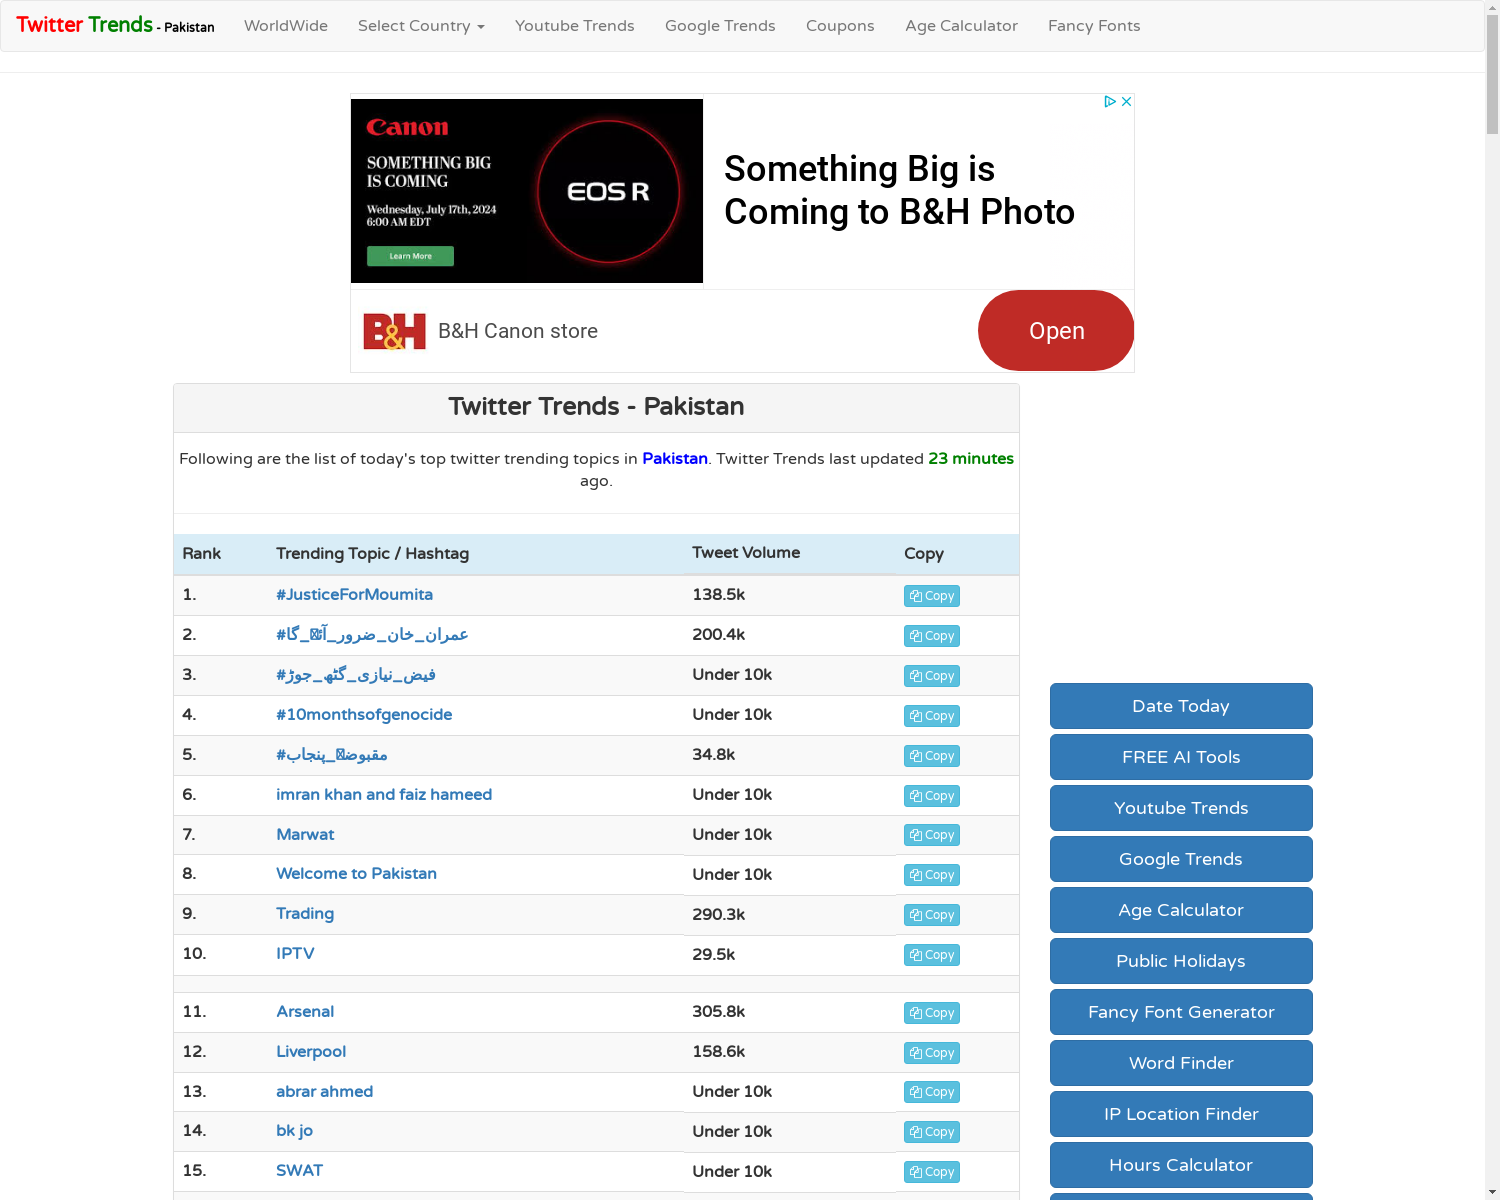 Twitter Trends - Pakistan WorldWide Select Country Youtube Trends Google Trends Coupons Age Calculator Fancy Fonts
Canon
SOMETHING BIG
IS COMING
Wednesday, July 17th, 2024
6:00 AM EDT
Learn More
EOS R
Something Big is
Coming to B&H Photo
B&H
B&H Canon store
Open
Twitter Trends - Pakistan
Following are the list of today's top twitter trending topics in Pakistan. Twitter Trends last updated 23 minutes
ago.
Rank Trending Topic / Hashtag Tweet Volume Copy
1. #JusticeForMoumita 138.5k Copy
2. #عمران_خان_ضرور_آئے_گا 200.4k Copy
3. #فیض_نیازی_گٹھ_جوڑ Under 10k Copy
4. #10monthsofgenocide Under 10k Copy
5. #مقبوضہ_پنجاب 34.8k Copy
6. imran khan and faiz hameed Under 10k Copy
7. Marwat Under 10k Copy
8. Welcome to Pakistan Under 10k Copy
9. Trading 290.3k Copy
10. IPTV 29.5k Copy
11. Arsenal 305.8k Copy
12. Liverpool 158.6k Copy
13. abrar ahmed Under 10k Copy
14. bk jo Under 10k Copy
15. SWAT Under 10k Copy
Date Today
FREE AI Tools
Youtube Trends
Google Trends
Age Calculator
Public Holidays
Fancy Font Generator
Word Finder
IP Location Finder
Hours Calculator